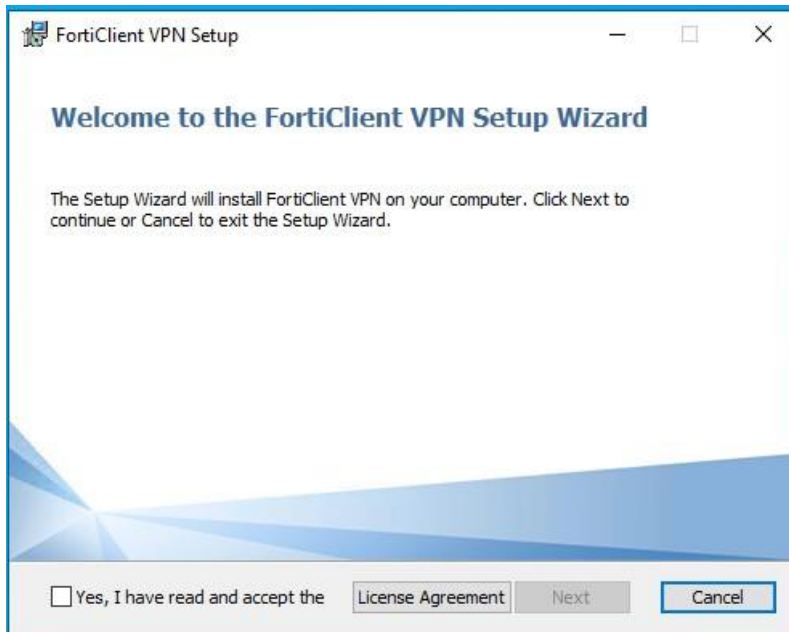 FortiClient VPN Setup
Welcome to the FortiClient VPN Setup Wizard
The Setup Wizard will install FortiClient VPN on your computer. Click Next to
continue or Cancel to exit the Setup Wizard.
Yes, I have read and accept the License Agreement Next Cancel